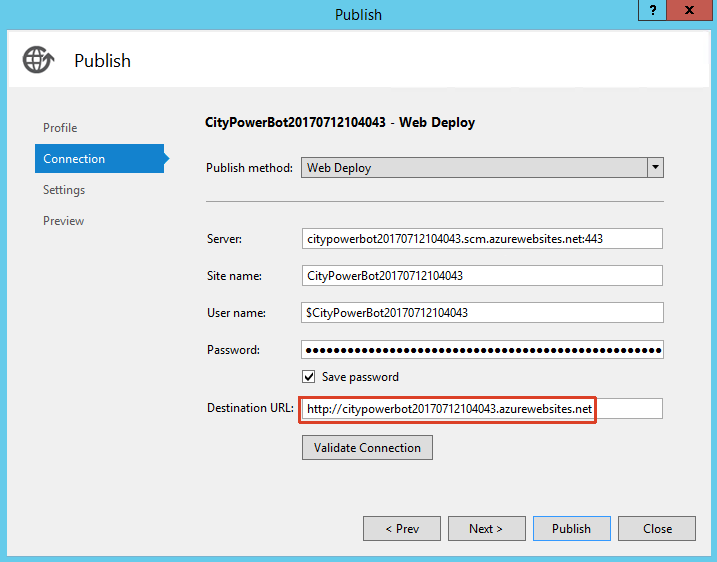 Publish
?
x
Publish
Profile
Connection
Settings
Preview
CityPowerBot20170712104043 - Web Deploy
Publish method: Web Deploy
Server: citypowerbot20170712104043.scm.azurewebsites.net:443
Site name: CityPowerBot20170712104043
User name: $CityPowerBot20170712104043
Password: ●●●●●●●●●●●●●●●●●●●●●●●●●●●●●●●●●●●●●●●●●●●●●●●●●●
Save password
Destination URL: http://citypowerbot20170712104043.azurewebsites.net
Validate Connection
< Prev Next > Publish Close